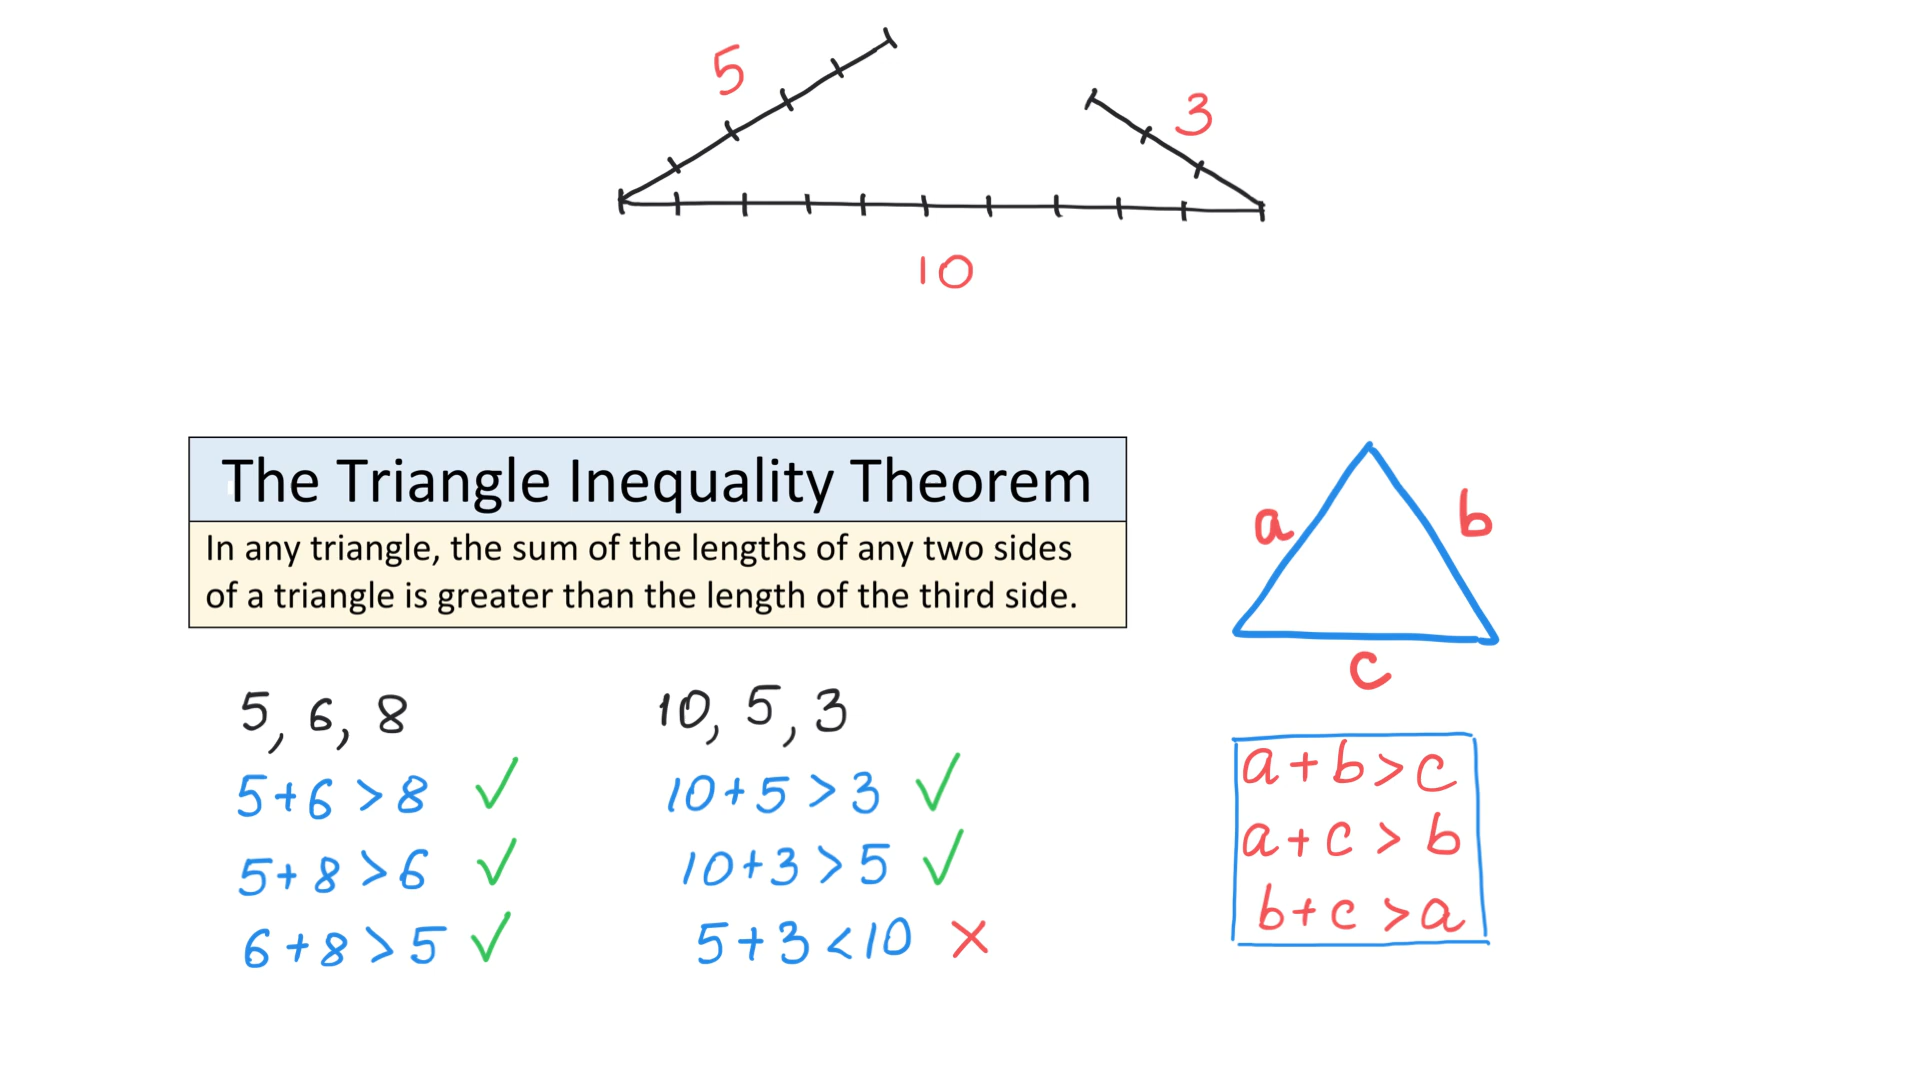 5
3
10
The Triangle Inequality Theorem
In any triangle, the sum of the lengths of any two sides
of a triangle is greater than the length of the third side.
a
b
c
5, 6, 8
5+6 >8 ✓
5+8 >6 ✓
6+8 >5 ✓
10, 5, 3
10+5 >3 ✓
10+3 >5 ✓
5+3 <10 ×
a+b>c
a+c > b
b+c >a